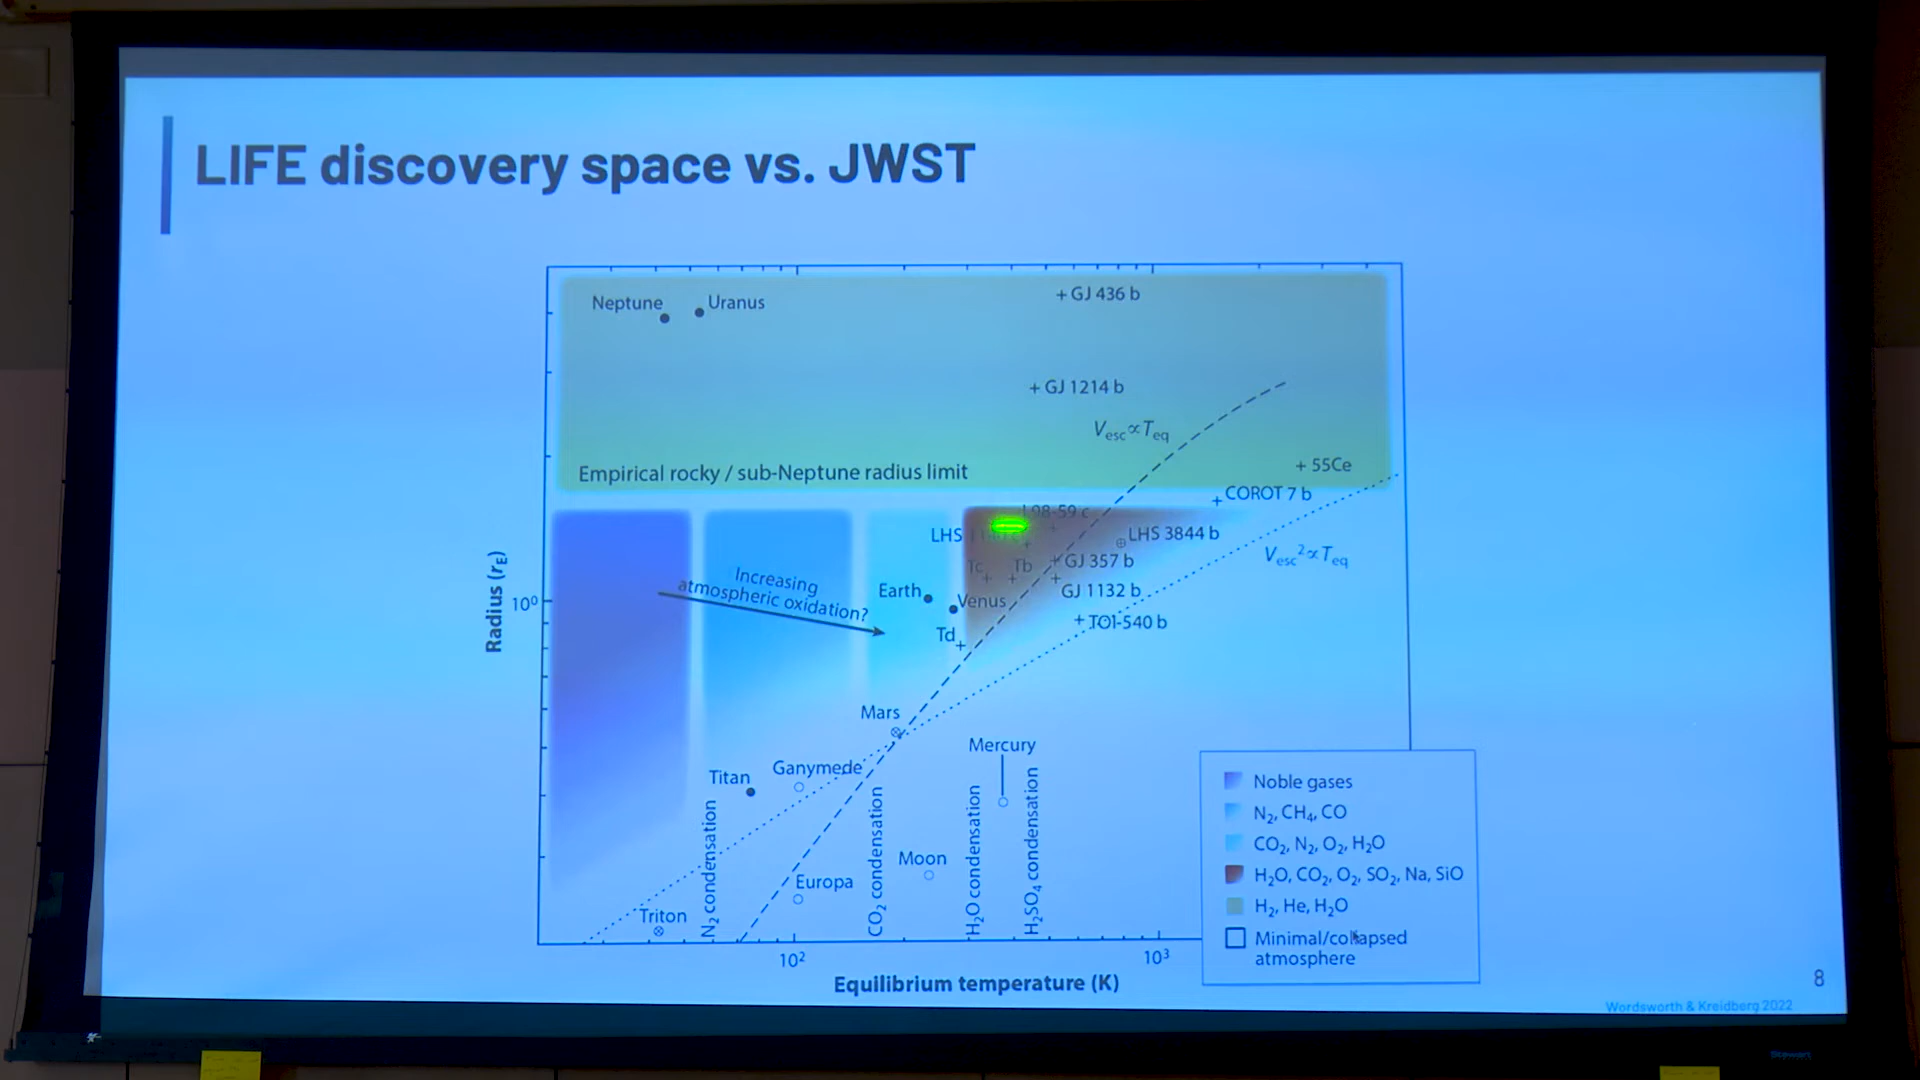 LIFE discovery space vs. JWST
Neptune
Uranus
+ GJ 436 b
+ GJ 1214 b
Vesc∝Teq
Empirical rocky / sub-Neptune radius limit
+ 55Ce
+ COROT 7 b
L98-59 c
LHS
LHS 3844 b
Vesc²∝Teq
Tc
Tb
GJ 357 b
Increasing
atmospheric oxidation?
Earth
Venus
GJ 1132 b
Td
+ TOI-540 b
Radius (rE)
10⁰
Mars
Mercury
Titan
Ganymede
Moon
Europa
Triton
N₂ condensation
CO₂ condensation
H₂O condensation
H₂SO₄ condensation
10²
10³
Equilibrium temperature (K)
Noble gases
N₂, CH₄, CO
CO₂, N₂, O₂, H₂O
H₂O, CO₂, O₂, SO₂, Na, SiO
H₂, He, H₂O
Minimal/collapsed
atmosphere
8
Wordsworth & Kreidberg 2022
Stewart